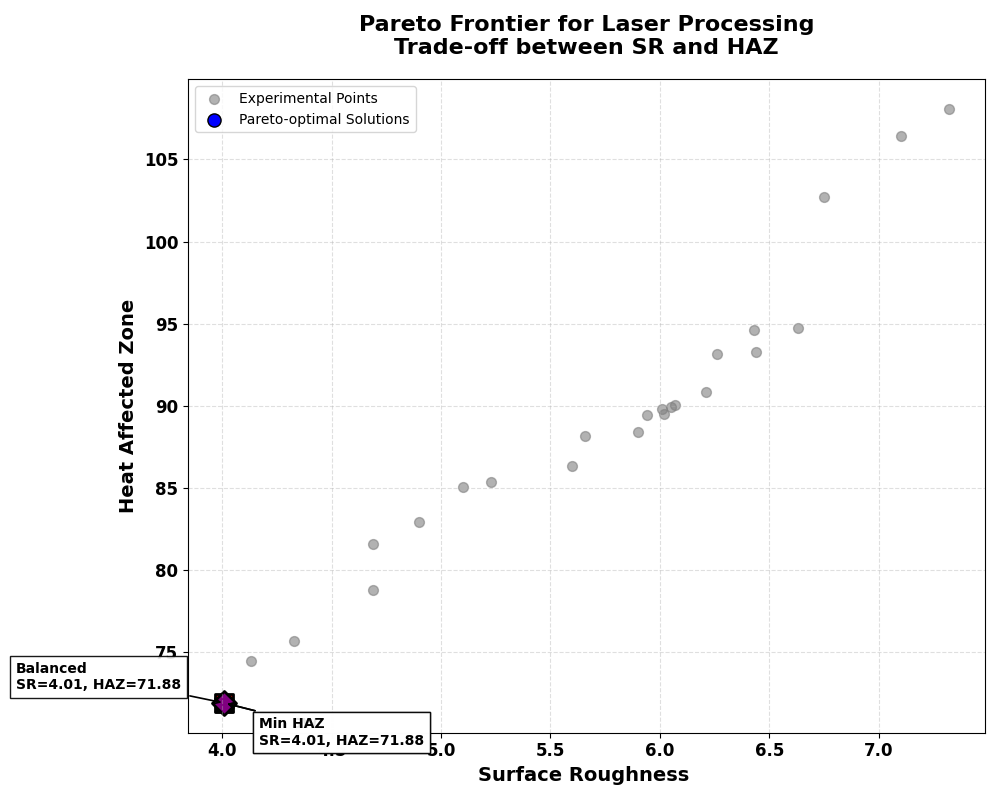 Pareto Frontier for Laser Processing
Trade-off between SR and HAZ
Experimental Points
Pareto-optimal Solutions
105
100
95
90
85
80
75
Heat Affected Zone
Balanced
SR=4.01, HAZ=71.88
Min HAZ
SR=4.01, HAZ=71.88
4.0
5.0
5.5
6.0
6.5
7.0
Surface Roughness